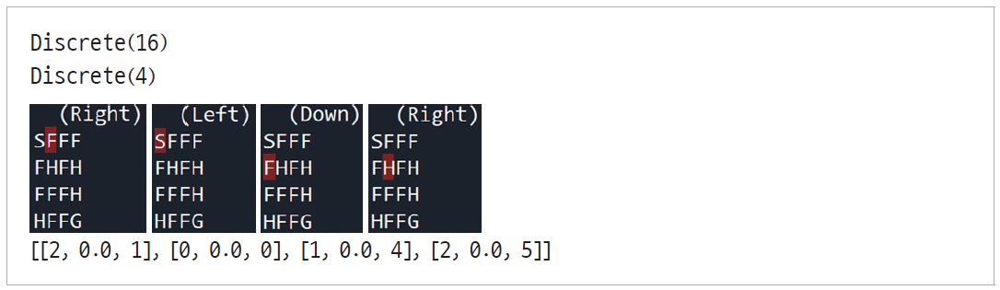 Discrete(16)
Discrete(4)
(Right)
SFFF
FHFH
FFFH
HFFG
(Left)
SFFF
FHFH
FFFH
HFFG
(Down)
SFFF
FHFH
FFFH
HFFG
(Right)
SFFF
FHFH
FFFH
HFFG
[[2, 0.0, 1], [0, 0.0, 0], [1, 0.0, 4], [2, 0.0, 5]]